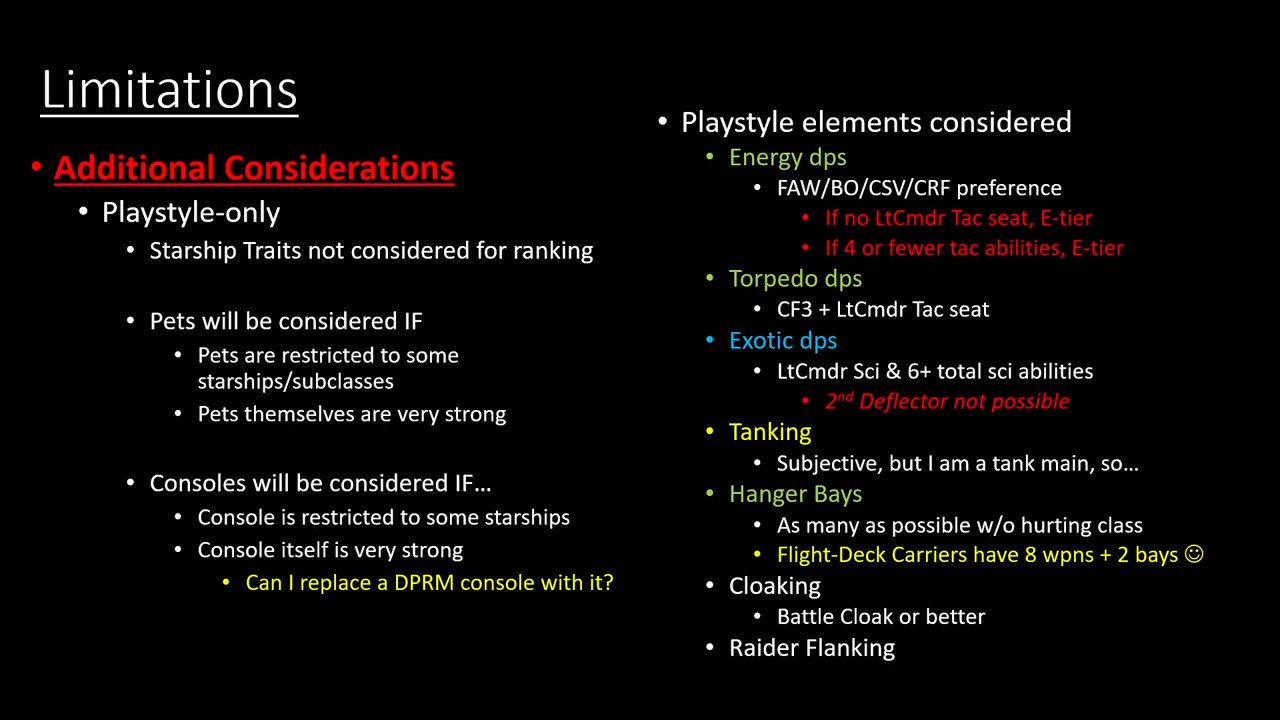 Limitations
• Additional Considerations
• Playstyle-only
• Starship Traits not considered for ranking
• Pets will be considered IF
• Pets are restricted to some
starships/subclasses
• Pets themselves are very strong
• Consoles will be considered IF…
• Console is restricted to some starships
• Console itself is very strong
• Can I replace a DPRM console with it?
• Playstyle elements considered
• Energy dps
• FAW/BO/CSV/CRF preference
• If no LtCmdr Tac seat, E-tier
• If 4 or fewer tac abilities, E-tier
• Torpedo dps
• CF3 + LtCmdr Tac seat
• Exotic dps
• LtCmdr Sci & 6+ total sci abilities
• 2nd Deflector not possible
• Tanking
• Subjective, but I am a tank main, so…
• Hanger Bays
• As many as possible w/o hurting class
• Flight-Deck Carriers have 8 wpns + 2 bays ☺
• Cloaking
• Battle Cloak or better
• Raider Flanking